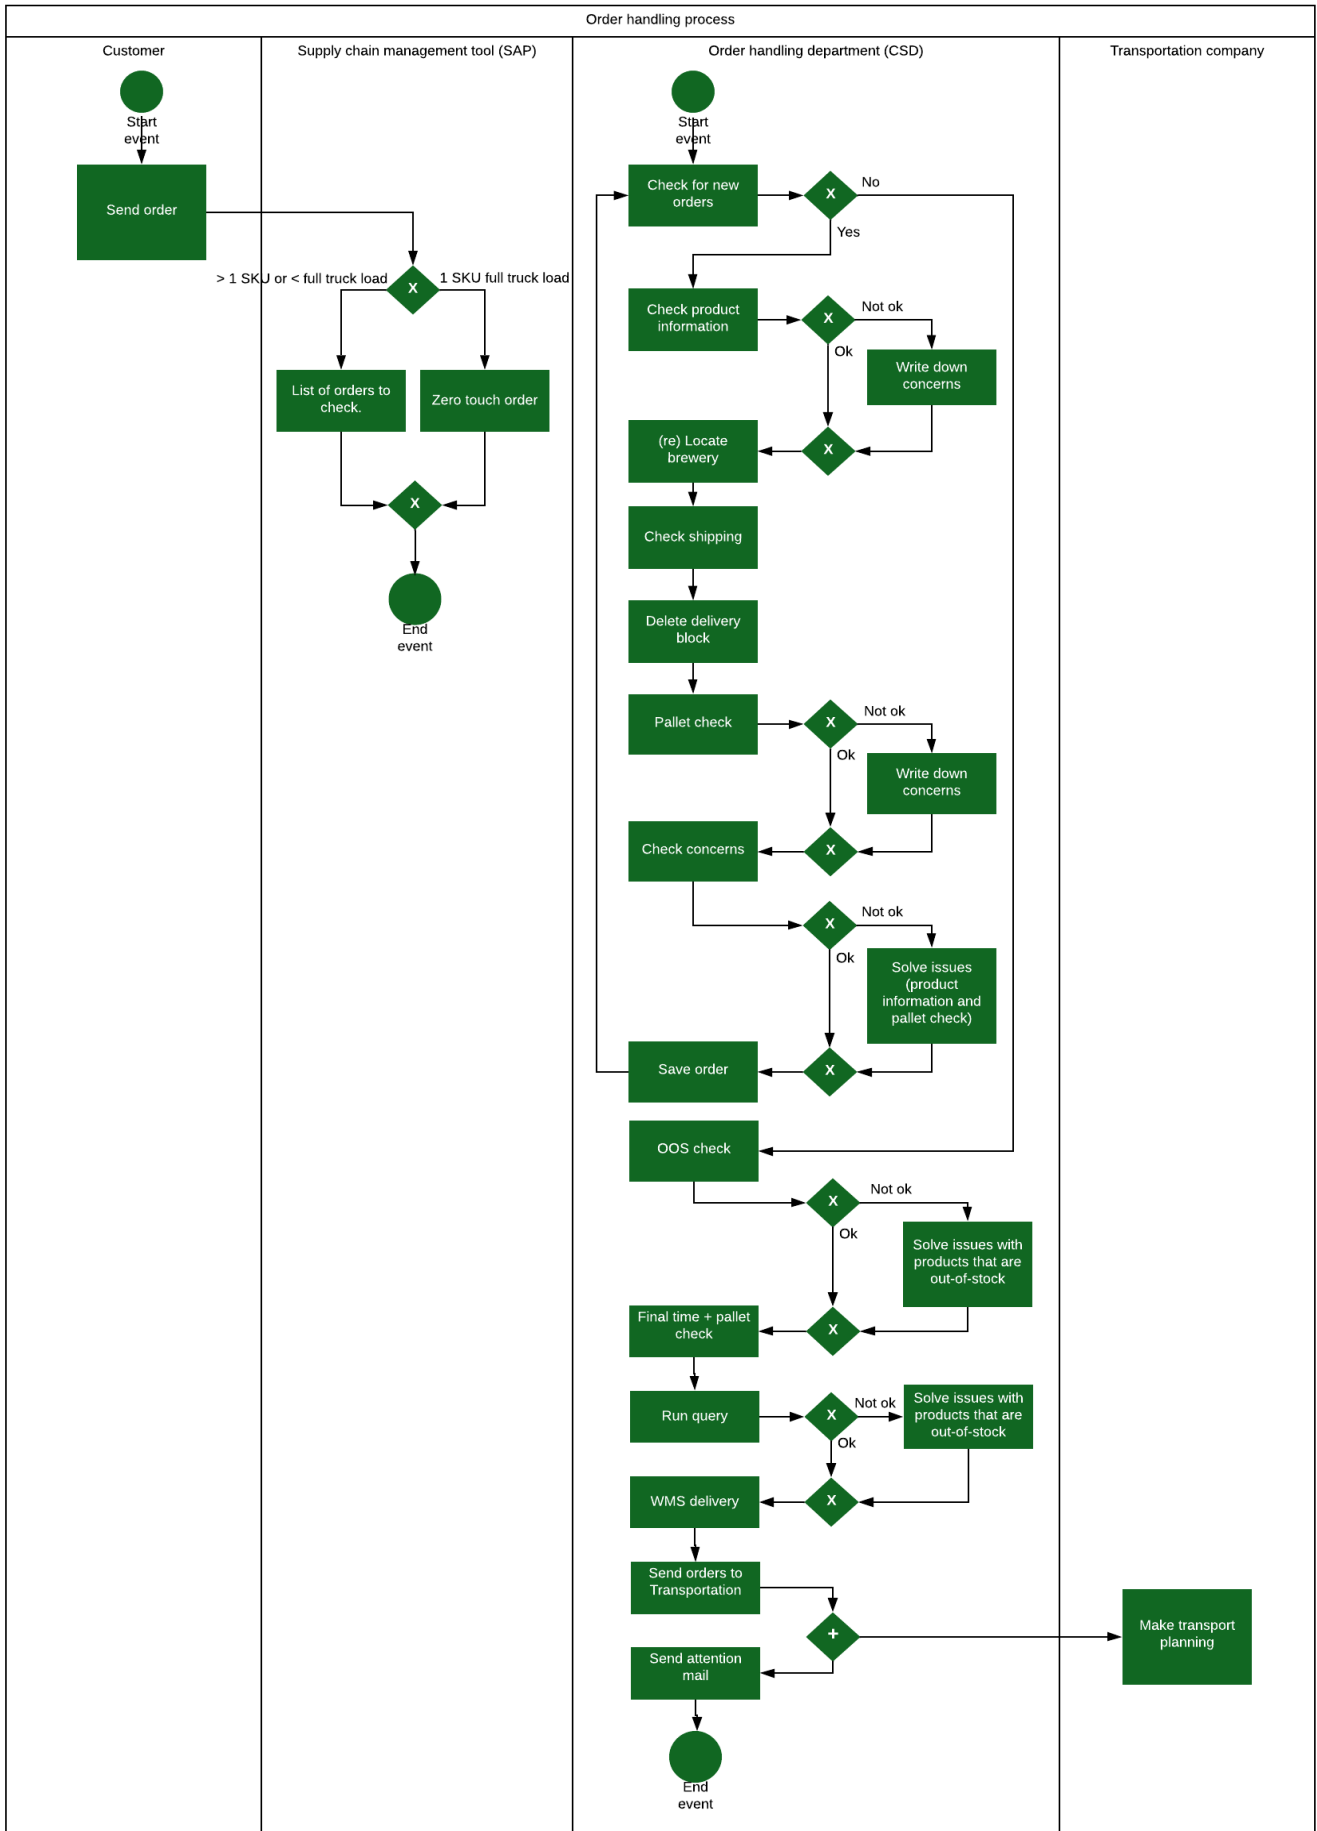 Order handling process
Customer
Supply chain management tool (SAP)
Order handling department (CSD)
Transportation company
Start
event
Send order
> 1 SKU or < full truck load
X
1 SKU full truck load
List of orders to
check.
Zero touch order
X
End
event
Start
event
Check for new
orders
X
No
Yes
Check product
information
X
Not ok
Ok
Write down
concerns
(re) Locate
brewery
X
Check shipping
Delete delivery
block
Pallet check
X
Not ok
Ok
Write down
concerns
Check concerns
X
X
Not ok
Ok
Solve issues
(product
information and
pallet check)
Save order
X
OOS check
X
Not ok
Ok
Solve issues with
products that are
out-of-stock
Final time + pallet
check
X
Run query
X
Not ok
Ok
Solve issues with
products that are
out-of-stock
WMS delivery
X
Send orders to
Transportation
+
Make transport
planning
Send attention
mail
End
event